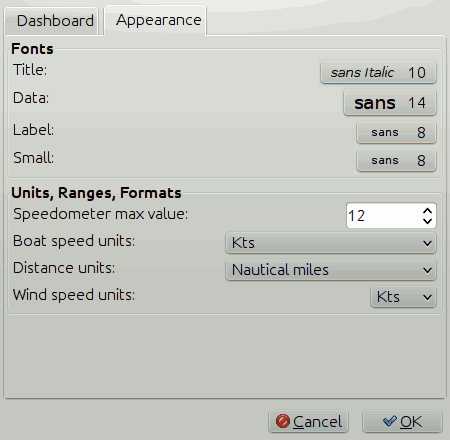 Dashboard Appearance
Fonts
Title: sans Italic 10
Data: sans 14
Label: sans 8
Small: sans 8
Units, Ranges, Formats
Speedometer max value: 12
Boat speed units: Kts
Distance units: Nautical miles
Wind speed units: Kts
Cancel OK